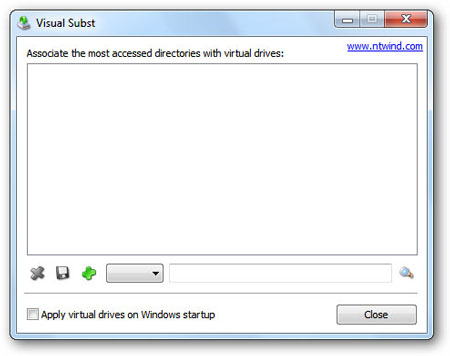 Visual Subst
www.ntwind.com
Associate the most accessed directories with virtual drives:
Apply virtual drives on Windows startup
Close